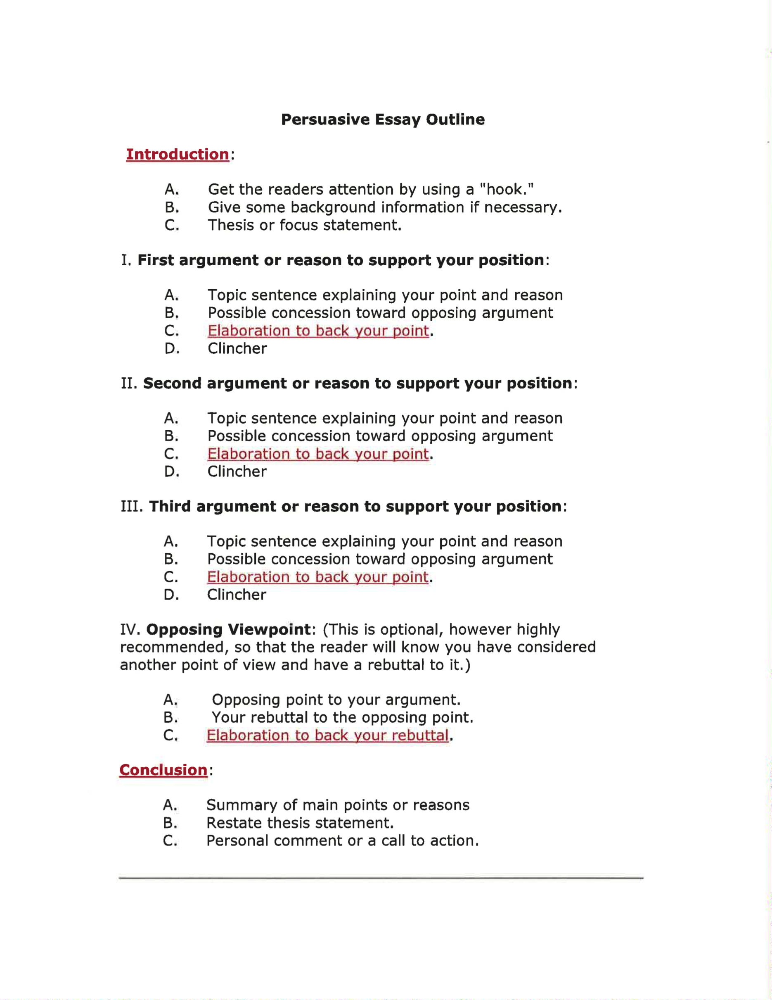 Persuasive Essay Outline
Introduction:
A. Get the readers attention by using a "hook."
B. Give some background information if necessary.
C. Thesis or focus statement.
I. First argument or reason to support your position:
A. Topic sentence explaining your point and reason
B. Possible concession toward opposing argument
C. Elaboration to back your point.
D. Clincher
II. Second argument or reason to support your position:
A. Topic sentence explaining your point and reason
B. Possible concession toward opposing argument
C. Elaboration to back your point.
D. Clincher
III. Third argument or reason to support your position:
A. Topic sentence explaining your point and reason
B. Possible concession toward opposing argument
C. Elaboration to back your point.
D. Clincher
IV. Opposing Viewpoint: (This is optional, however highly
recommended, so that the reader will know you have considered
another point of view and have a rebuttal to it.)
A. Opposing point to your argument.
B. Your rebuttal to the opposing point.
C. Elaboration to back your rebuttal.
Conclusion:
A. Summary of main points or reasons
B. Restate thesis statement.
C. Personal comment or a call to action.